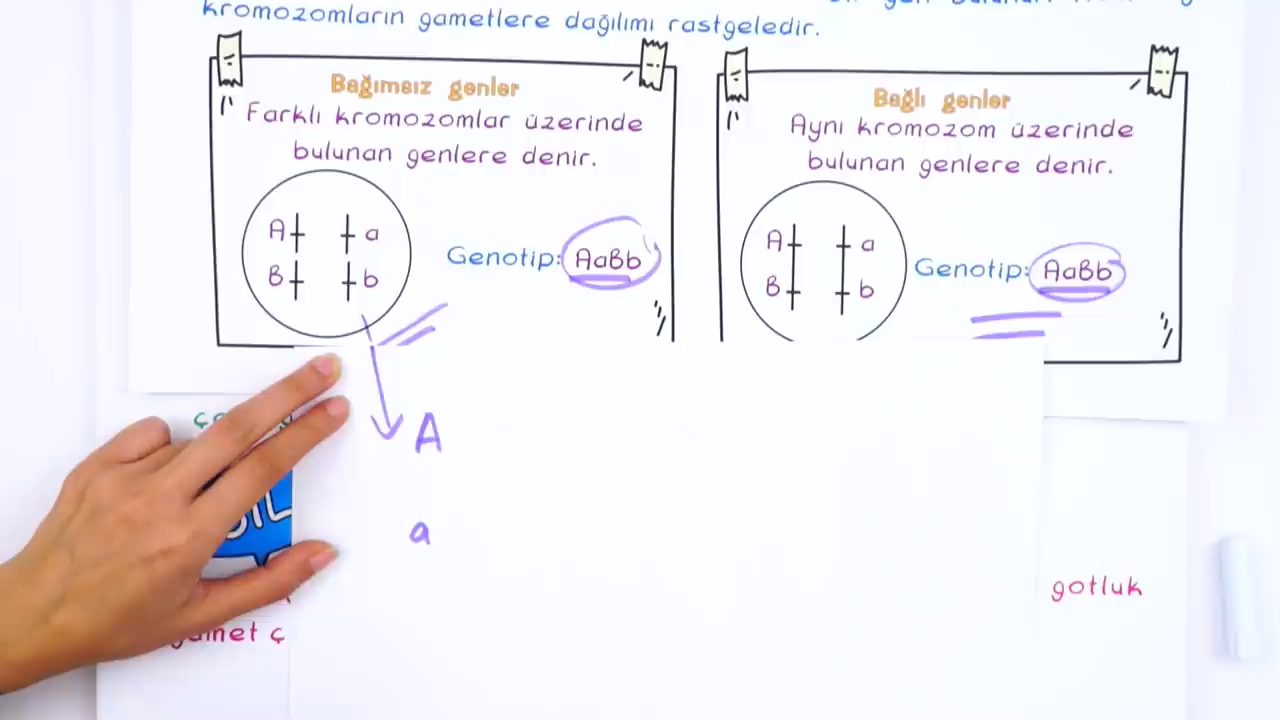 kromozomların gametlere dağılımı rastgeledir.
Bağımsız genler
Farklı kromozomlar üzerinde
bulunan genlere denir.
A a
B b
Genotip: AaBb
Bağlı genler
Aynı kromozom üzerinde
bulunan genlere denir.
A a
B b
Genotip: AaBb
A
a
gotluk
gamet ç